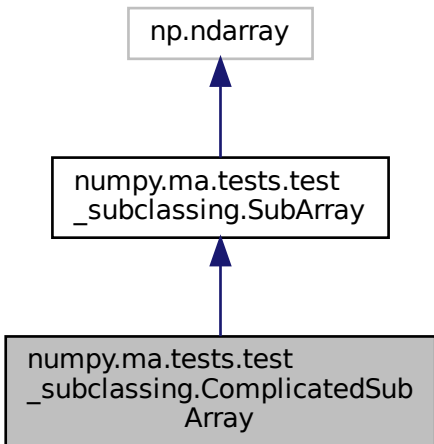 np.ndarray
numpy.ma.tests.test
_subclassing.SubArray
numpy.ma.tests.test
_subclassing.ComplicatedSub
Array